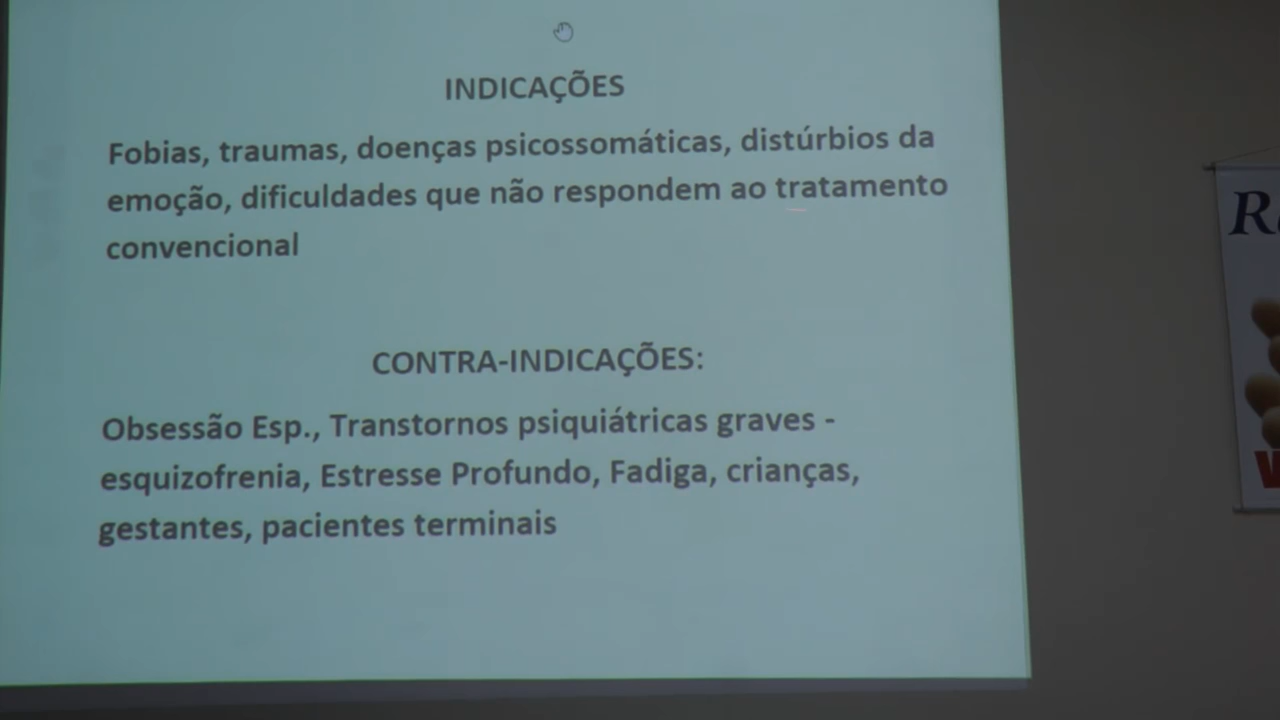 INDICAÇÕES
Fobias, traumas, doenças psicossomáticas, distúrbios da
emoção, dificuldades que não respondem ao tratamento
convencional
CONTRA-INDICAÇÕES:
Obsessão Esp., Transtornos psiquiátricas graves -
esquizofrenia, Estresse Profundo, Fadiga, crianças,
gestantes, pacientes terminais